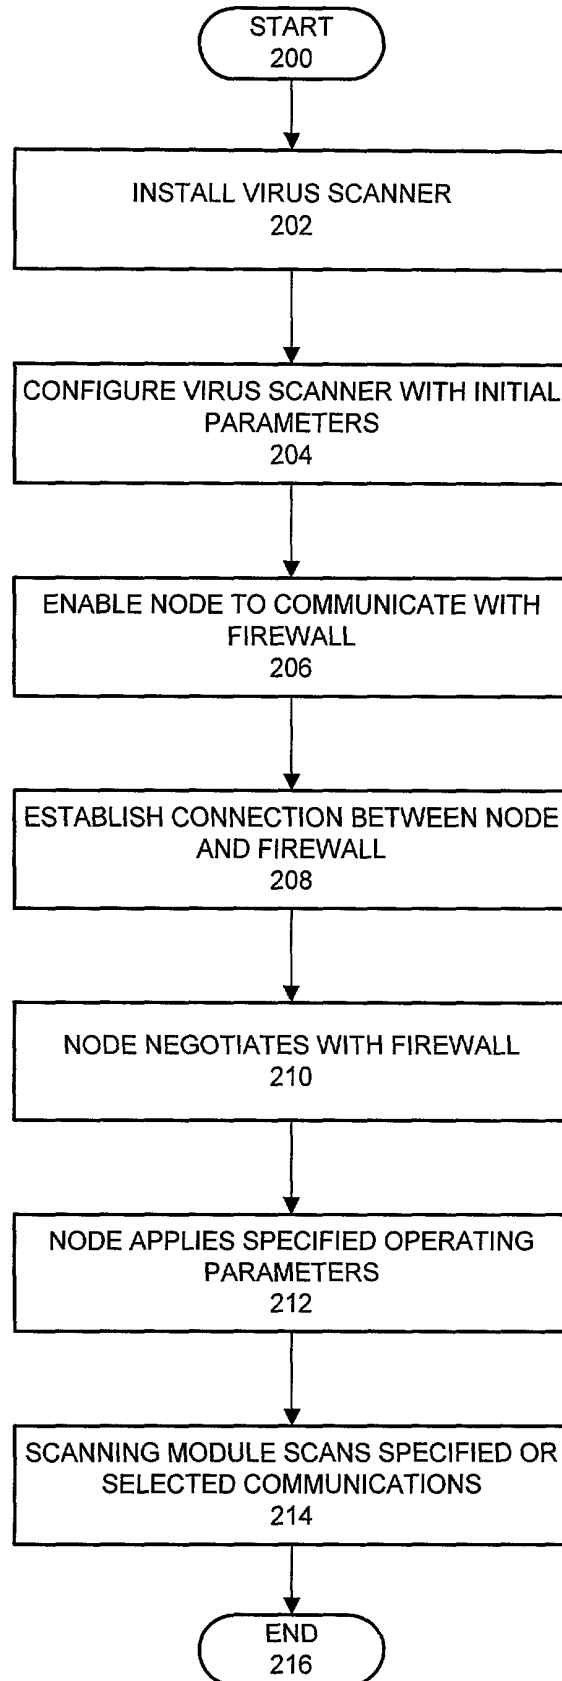 START
200
INSTALL VIRUS SCANNER
202
CONFIGURE VIRUS SCANNER WITH INITIAL
PARAMETERS
204
ENABLE NODE TO COMMUNICATE WITH
FIREWALL
206
ESTABLISH CONNECTION BETWEEN NODE
AND FIREWALL
208
NODE NEGOTIATES WITH FIREWALL
210
NODE APPLIES SPECIFIED OPERATING
PARAMETERS
212
SCANNING MODULE SCANS SPECIFIED OR
SELECTED COMMUNICATIONS
214
END
216